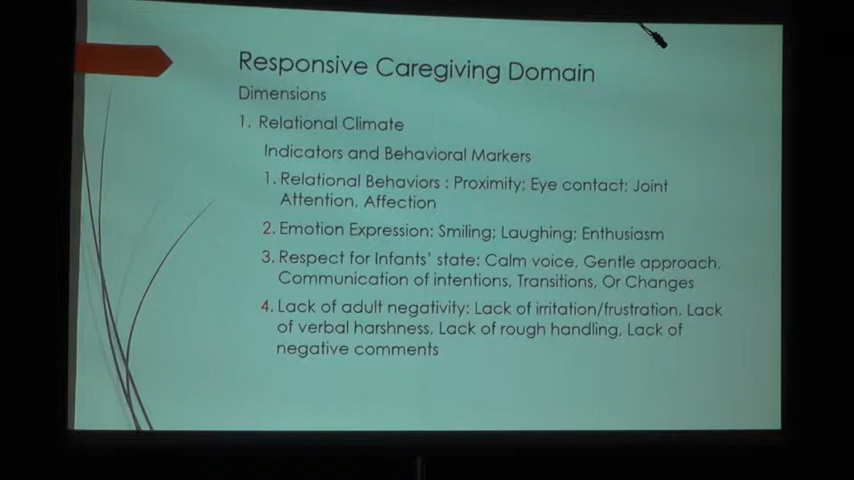 Responsive Caregiving Domain
Dimensions
1. Relational Climate
Indicators and Behavioral Markers
1. Relational Behaviors : Proximity; Eye contact; Joint
Attention, Affection
2. Emotion Expression: Smiling; Laughing; Enthusiasm
3. Respect for Infants' state: Calm voice, Gentle approach,
Communication of intentions, Transitions, Or Changes
4. Lack of adult negativity: Lack of irritation/frustration, Lack
of verbal harshness, Lack of rough handling, Lack of
negative comments